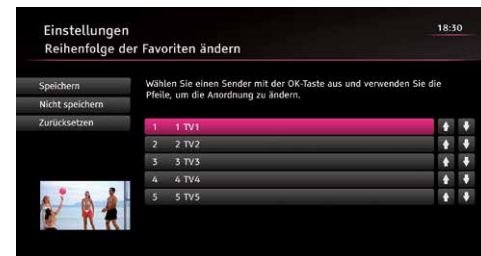 Einstellungen
18:30
Reihenfolge der Favoriten ändern
Speichern
Nicht speichern
Zurücksetzen
Wählen Sie einen Sender mit der OK-Taste aus und verwenden Sie die
Pfeile, um die Anordnung zu ändern.
1 1 TV1
2 2 TV2
3 3 TV3
4 4 TV4
5 5 TV5